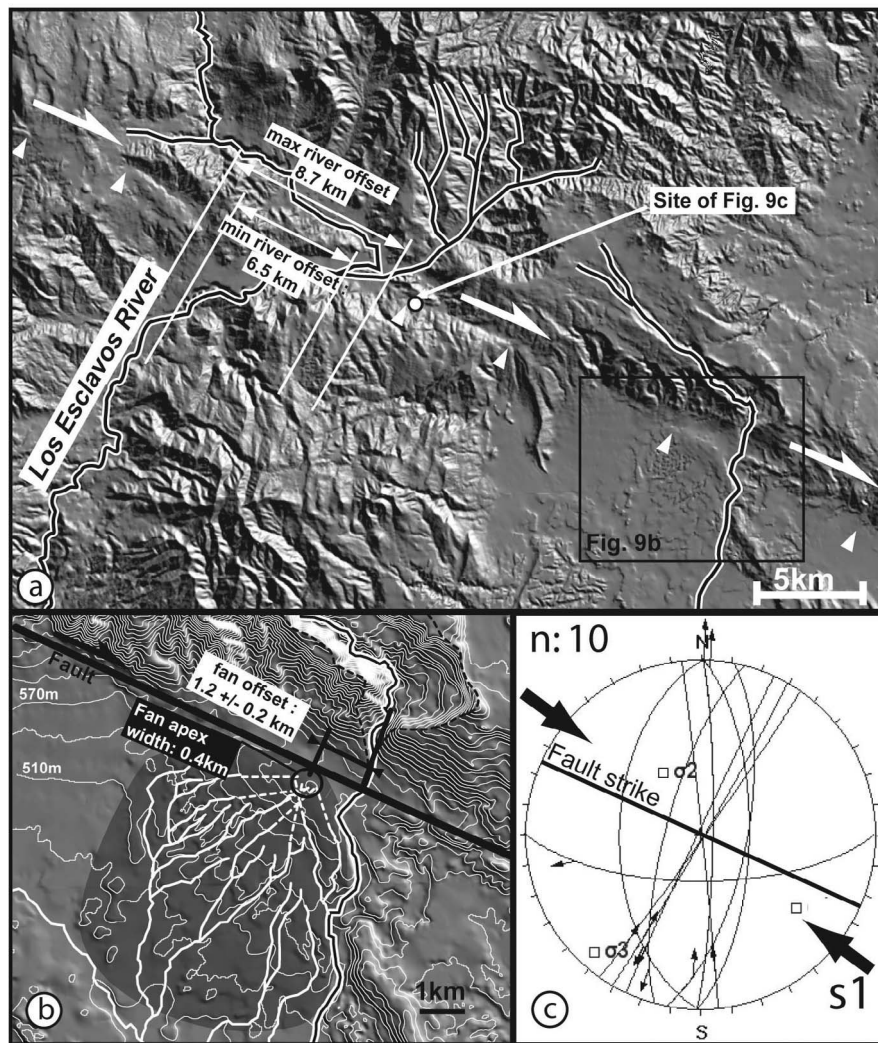 max river offset
8.7 km
Site of Fig. 9c
min river offset :
6.5 km
Los Esclavos River
Fig. 9b
5km
a
n: 10
N
Fault
fan offset :
1.2 +/- 0.2 km
570m
Fan apex
width: 0.4km
510m
σ2
Fault strike
σ3
s1
1km
b
c
S